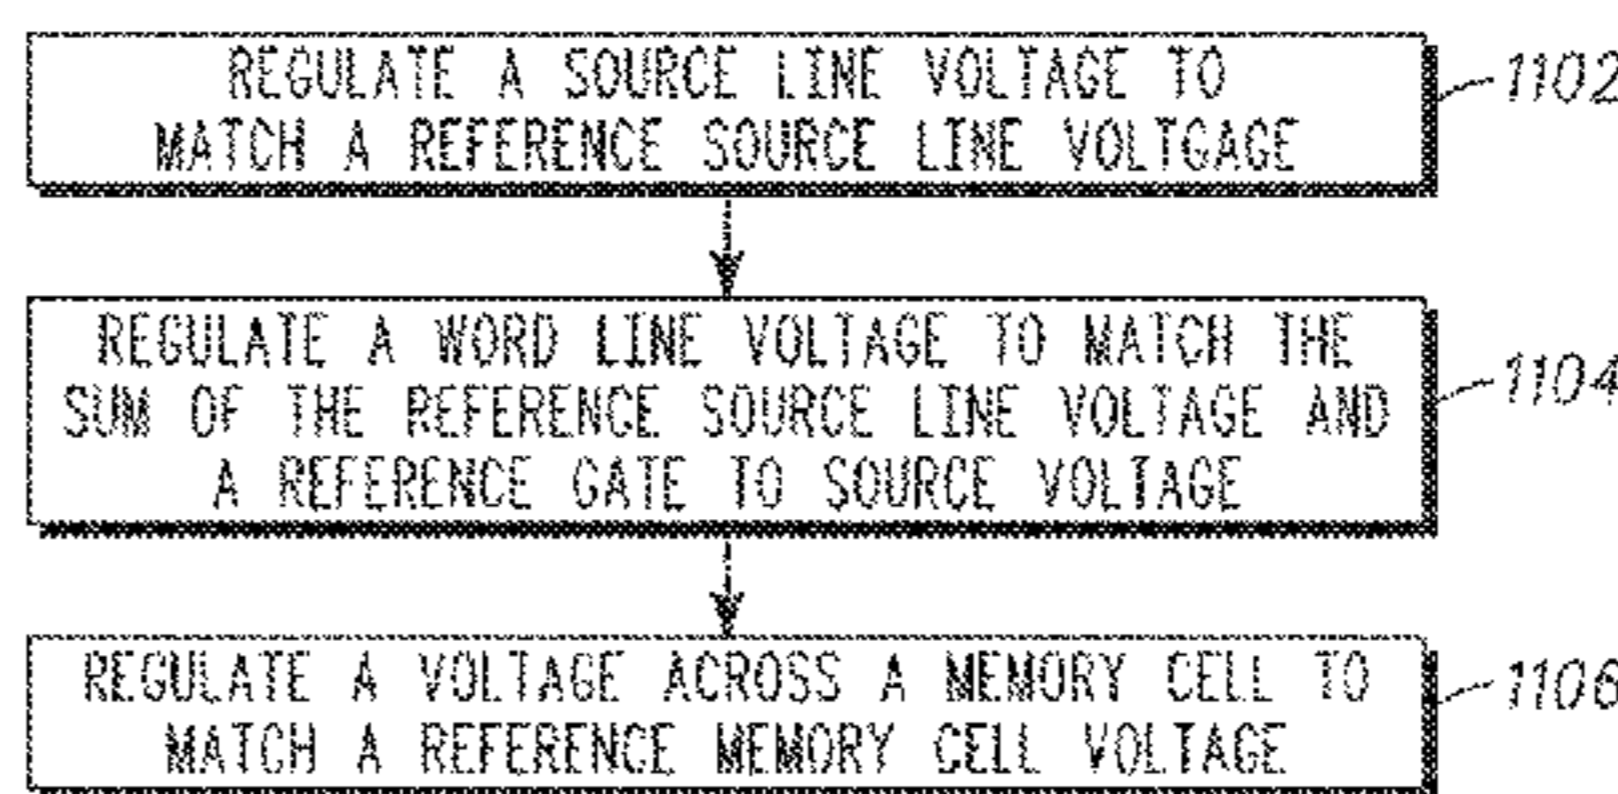 REGULATE A SOURCE LINE VOLTAGE TO
MATCH A REFERENCE SOURCE LINE VOLTGAGE
1102
REGULATE A WORD LINE VOLTAGE TO MATCH THE
SUM OF THE REFERENCE SOURCE LINE VOLTAGE AND
A REFERENCE GATE TO SOURCE VOLTAGE
1104
REGULATE A VOLTAGE ACROSS A MEMORY CELL TO
MATCH A REFERENCE MEMORY CELL VOLTAGE
1106